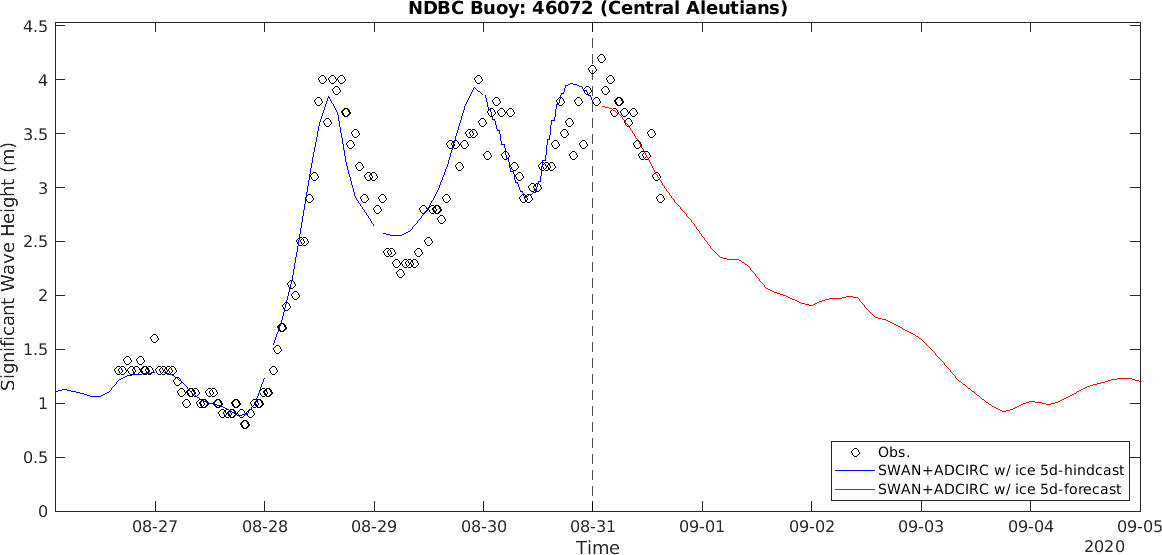 NDBC Buoy: 46072 (Central Aleutians)
4.5
4
3.5
3
2.5
2
1.5
1
0.5
0
Significant Wave Height (m)
Obs.
SWAN+ADCIRC w/ ice 5d-hindcast
SWAN+ADCIRC w/ ice 5d-forecast
08-27 08-28 08-29 08-30 08-31 09-01 09-02 09-03 09-04 09-05
Time
2020